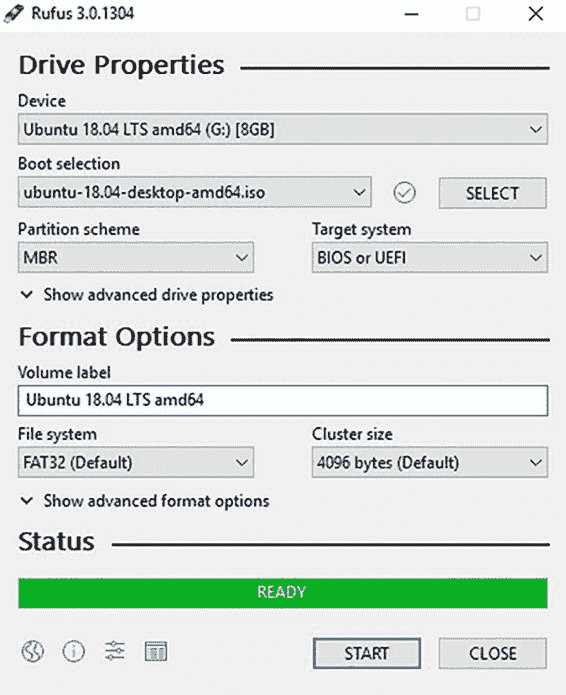 Rufus 3.0.1304
Drive Properties
Device
Ubuntu 18.04 LTS amd64 (G:) [8GB]
Boot selection
ubuntu-18.04-desktop-amd64.iso
SELECT
Partition scheme
Target system
MBR
BIOS or UEFI
Show advanced drive properties
Format Options
Volume label
Ubuntu 18.04 LTS amd64
File system
Cluster size
FAT32 (Default)
4096 bytes (Default)
Show advanced format options
Status
READY
START
CLOSE